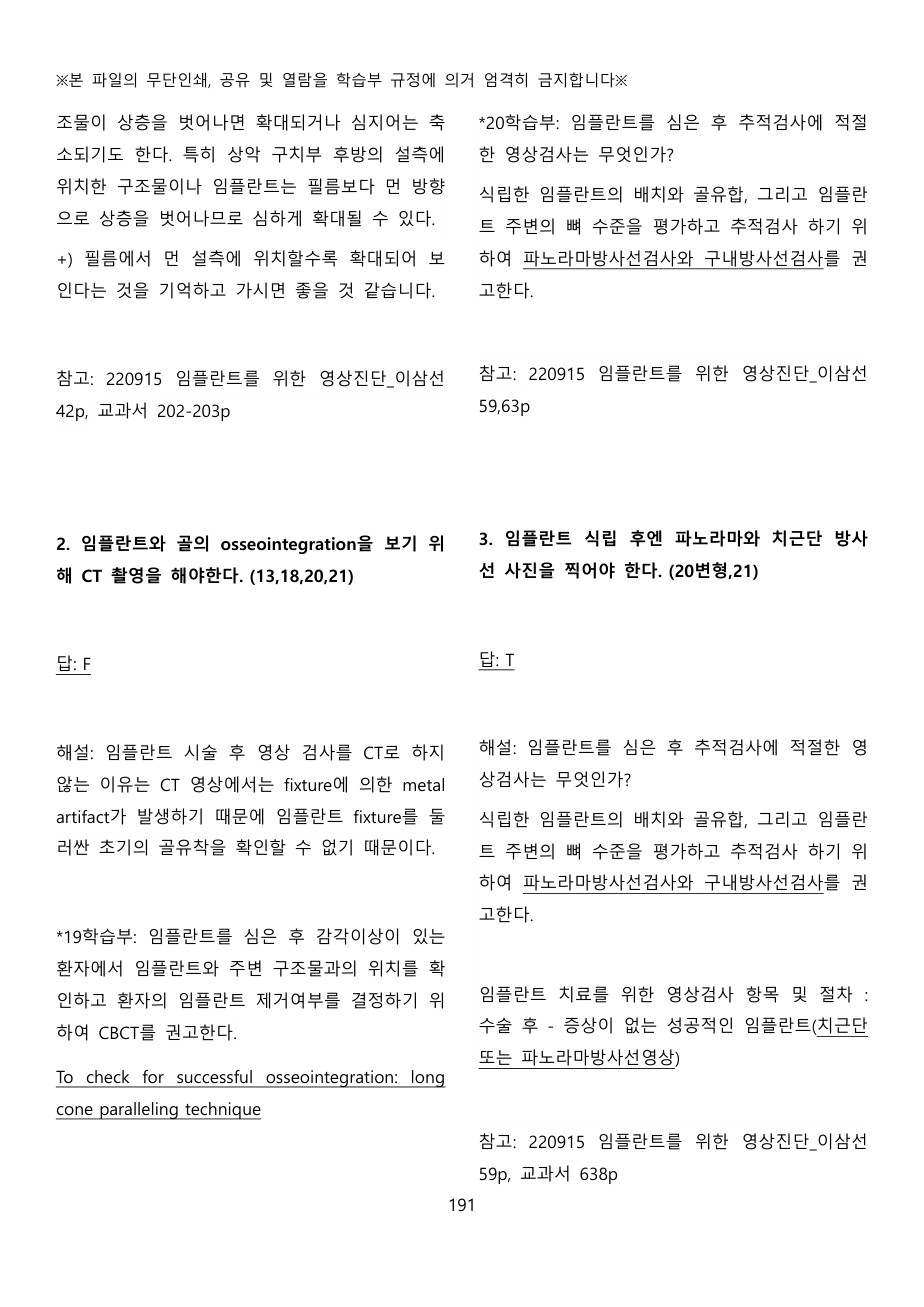 ※본 파일의 무단인쇄, 공유 및 열람을 학습부 규정에 의거 엄격히 금지합니다※
조물이 상층을 벗어나면 확대되거나 심지어는 축
소되기도 한다. 특히 상악 구치부 후방의 설측에
위치한 구조물이나 임플란트는 필름보다 먼 방향
으로 상층을 벗어나므로 심하게 확대될 수 있다.
+) 필름에서 먼 설측에 위치할수록 확대되어 보
인다는 것을 기억하고 가시면 좋을 것 같습니다.
참고: 220915 임플란트를 위한 영상진단_이삼선
42p, 교과서 202-203p
2. 임플란트와 골의 osseointegration을 보기 위
해 CT 촬영을 해야한다. (13,18,20,21)
답: F
해설: 임플란트 시술 후 영상 검사를 CT로 하지
않는 이유는 CT 영상에서는 fixture에 의한 metal
artifact가 발생하기 때문에 임플란트 fixture를 둘
러싼 초기의 골유착을 확인할 수 없기 때문이다.
*19학습부: 임플란트를 심은 후 감각이상이 있는
환자에서 임플란트와 주변 구조물과의 위치를 확
인하고 환자의 임플란트 제거여부를 결정하기 위
하여 CBCT를 권고한다.
To check for successful osseointegration: long
cone paralleling technique
*20학습부: 임플란트를 심은 후 추적검사에 적절
한 영상검사는 무엇인가?
식립한 임플란트의 배치와 골유합, 그리고 임플란
트 주변의 뼈 수준을 평가하고 추적검사 하기 위
하여 파노라마방사선검사와 구내방사선검사를 권
고한다.
참고: 220915 임플란트를 위한 영상진단_이삼선
59,63p
3. 임플란트 식립 후엔 파노라마와 치근단 방사
선 사진을 찍어야 한다. (20변형,21)
답: T
해설: 임플란트를 심은 후 추적검사에 적절한 영
상검사는 무엇인가?
식립한 임플란트의 배치와 골유합, 그리고 임플란
트 주변의 뼈 수준을 평가하고 추적검사 하기 위
하여 파노라마방사선검사와 구내방사선검사를 권
고한다.
임플란트 치료를 위한 영상검사 항목 및 절차 :
수술 후 - 증상이 없는 성공적인 임플란트(치근단
또는 파노라마방사선영상)
참고: 220915 임플란트를 위한 영상진단_이삼선
59p, 교과서 638p
191